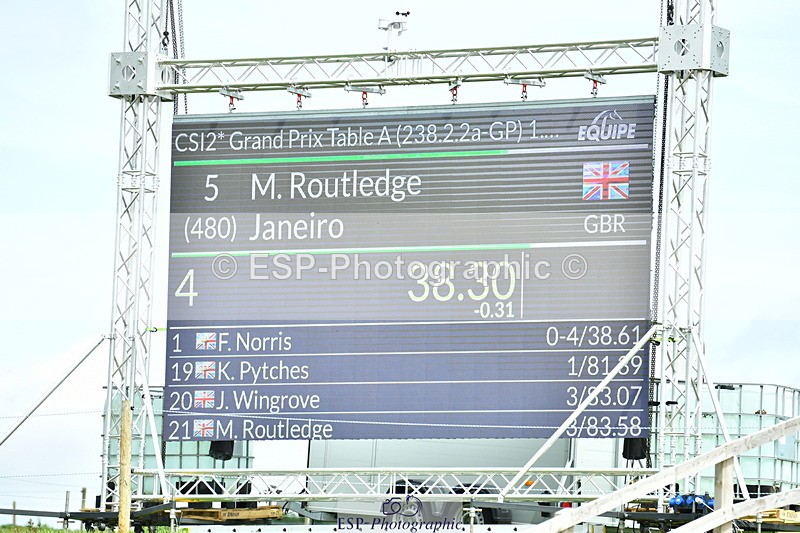 CSI2* Grand Prix Table A (238.2.2a-GP) 1.... EQUIPE
5 M. Routledge
(480) Janeiro GBR
© ESP-Photographic ©
4 38.30
-0.31
1 F. Norris 0-4/38.61
19 K. Pytches 1/81.89
20 J. Wingrove 3/83.07
21 M. Routledge 3/83.58
ESP-Photographic